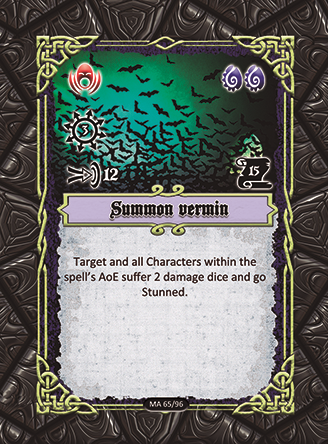 3
12
15
Summon vermin
Target and all Characters within the
spell's AoE suffer 2 damage dice and go
Stunned.
MA 65/96